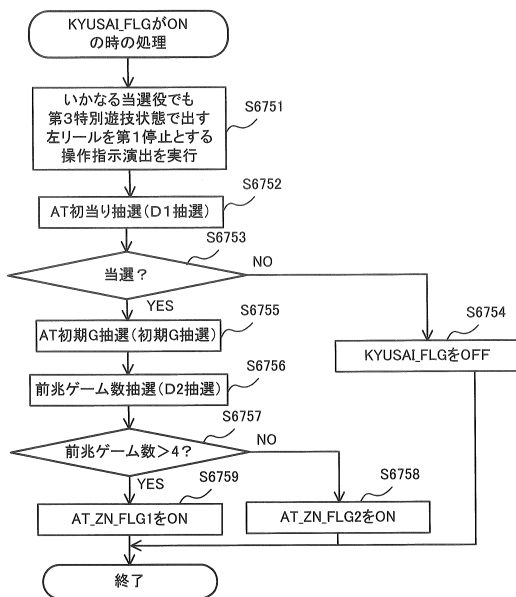 KYUSAI_FLGがON
の時の処理
いかなる当選役でも
第3特別遊技状態で出す
左リールを第1停止とする
操作指示演出を実行
S6751
S6752
AT初当り抽選(D1抽選)
S6753
当選?
NO
YES
S6754
KYUSAI_FLGをOFF
S6755
AT初期G抽選(初期G抽選)
S6756
前兆ゲーム数抽選(D2抽選)
S6757
前兆ゲーム数>4?
NO
YES
S6759
AT_ZN_FLG1をON
S6758
AT_ZN_FLG2をON
終了